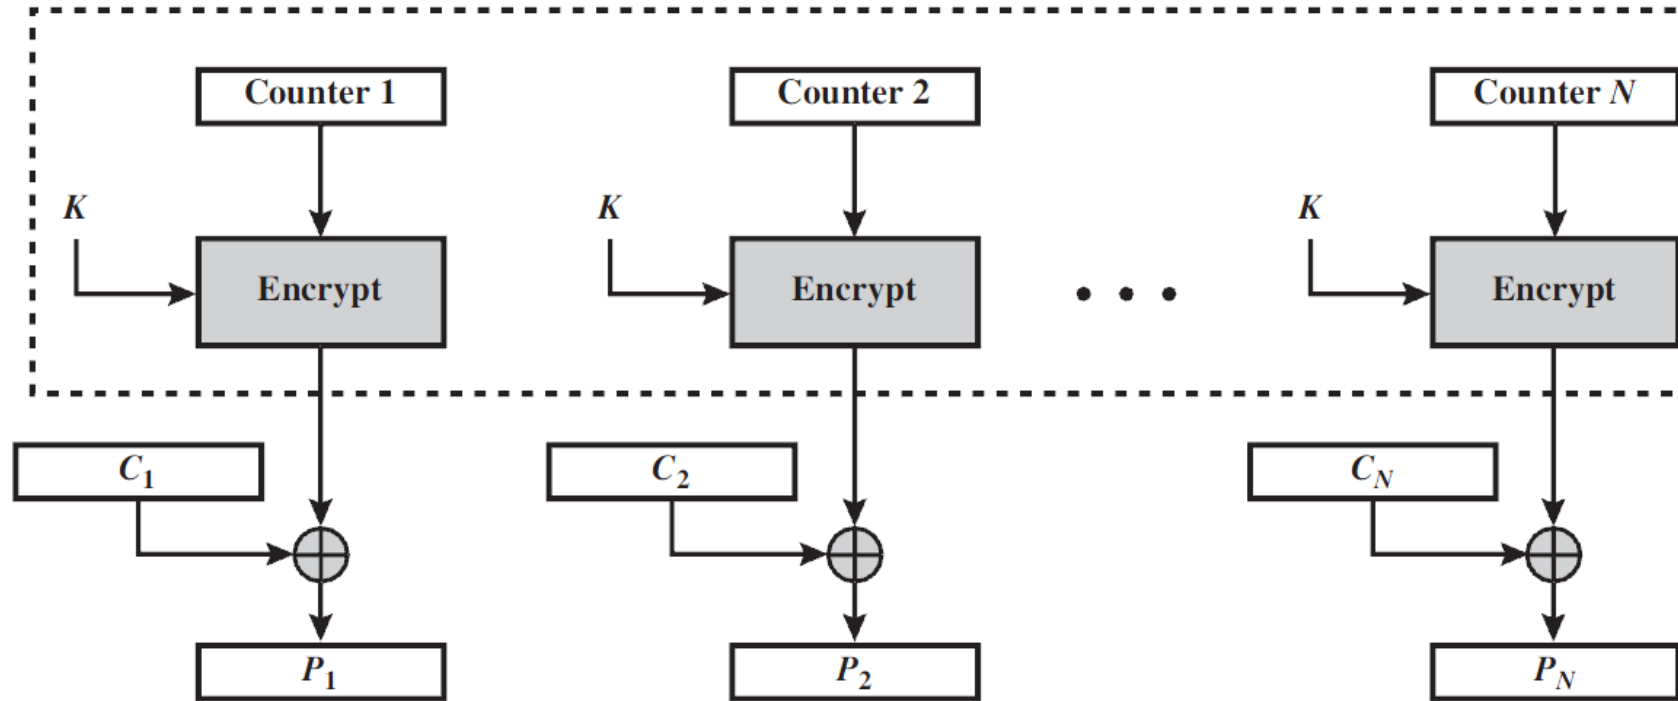 Counter 1
Counter 2
Counter N
K
K
K
Encrypt
Encrypt
• • •
Encrypt
C1
C2
CN
P1
P2
PN